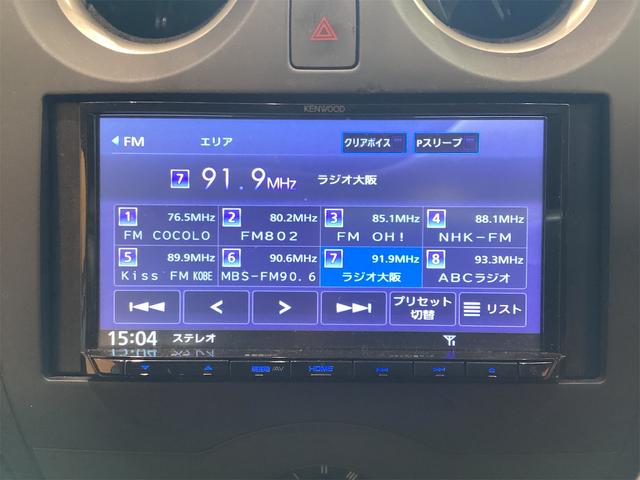 KENWOOD
FM エリア クリアボイス Pスリープ
7 91.9MHz ラジオ大阪
1 76.5MHz 2 80.2MHz 3 85.1MHz 4 88.1MHz
FM COCOLO FM802 FM OH! NHK-FM
5 89.9MHz 6 90.6MHz 7 91.9MHz 8 93.3MHz
Kiss FM KOBE MBS-FM90.6 ラジオ大阪 ABCラジオ
プリセット
切替
リスト
15:04 ステレオ
/AV HOME